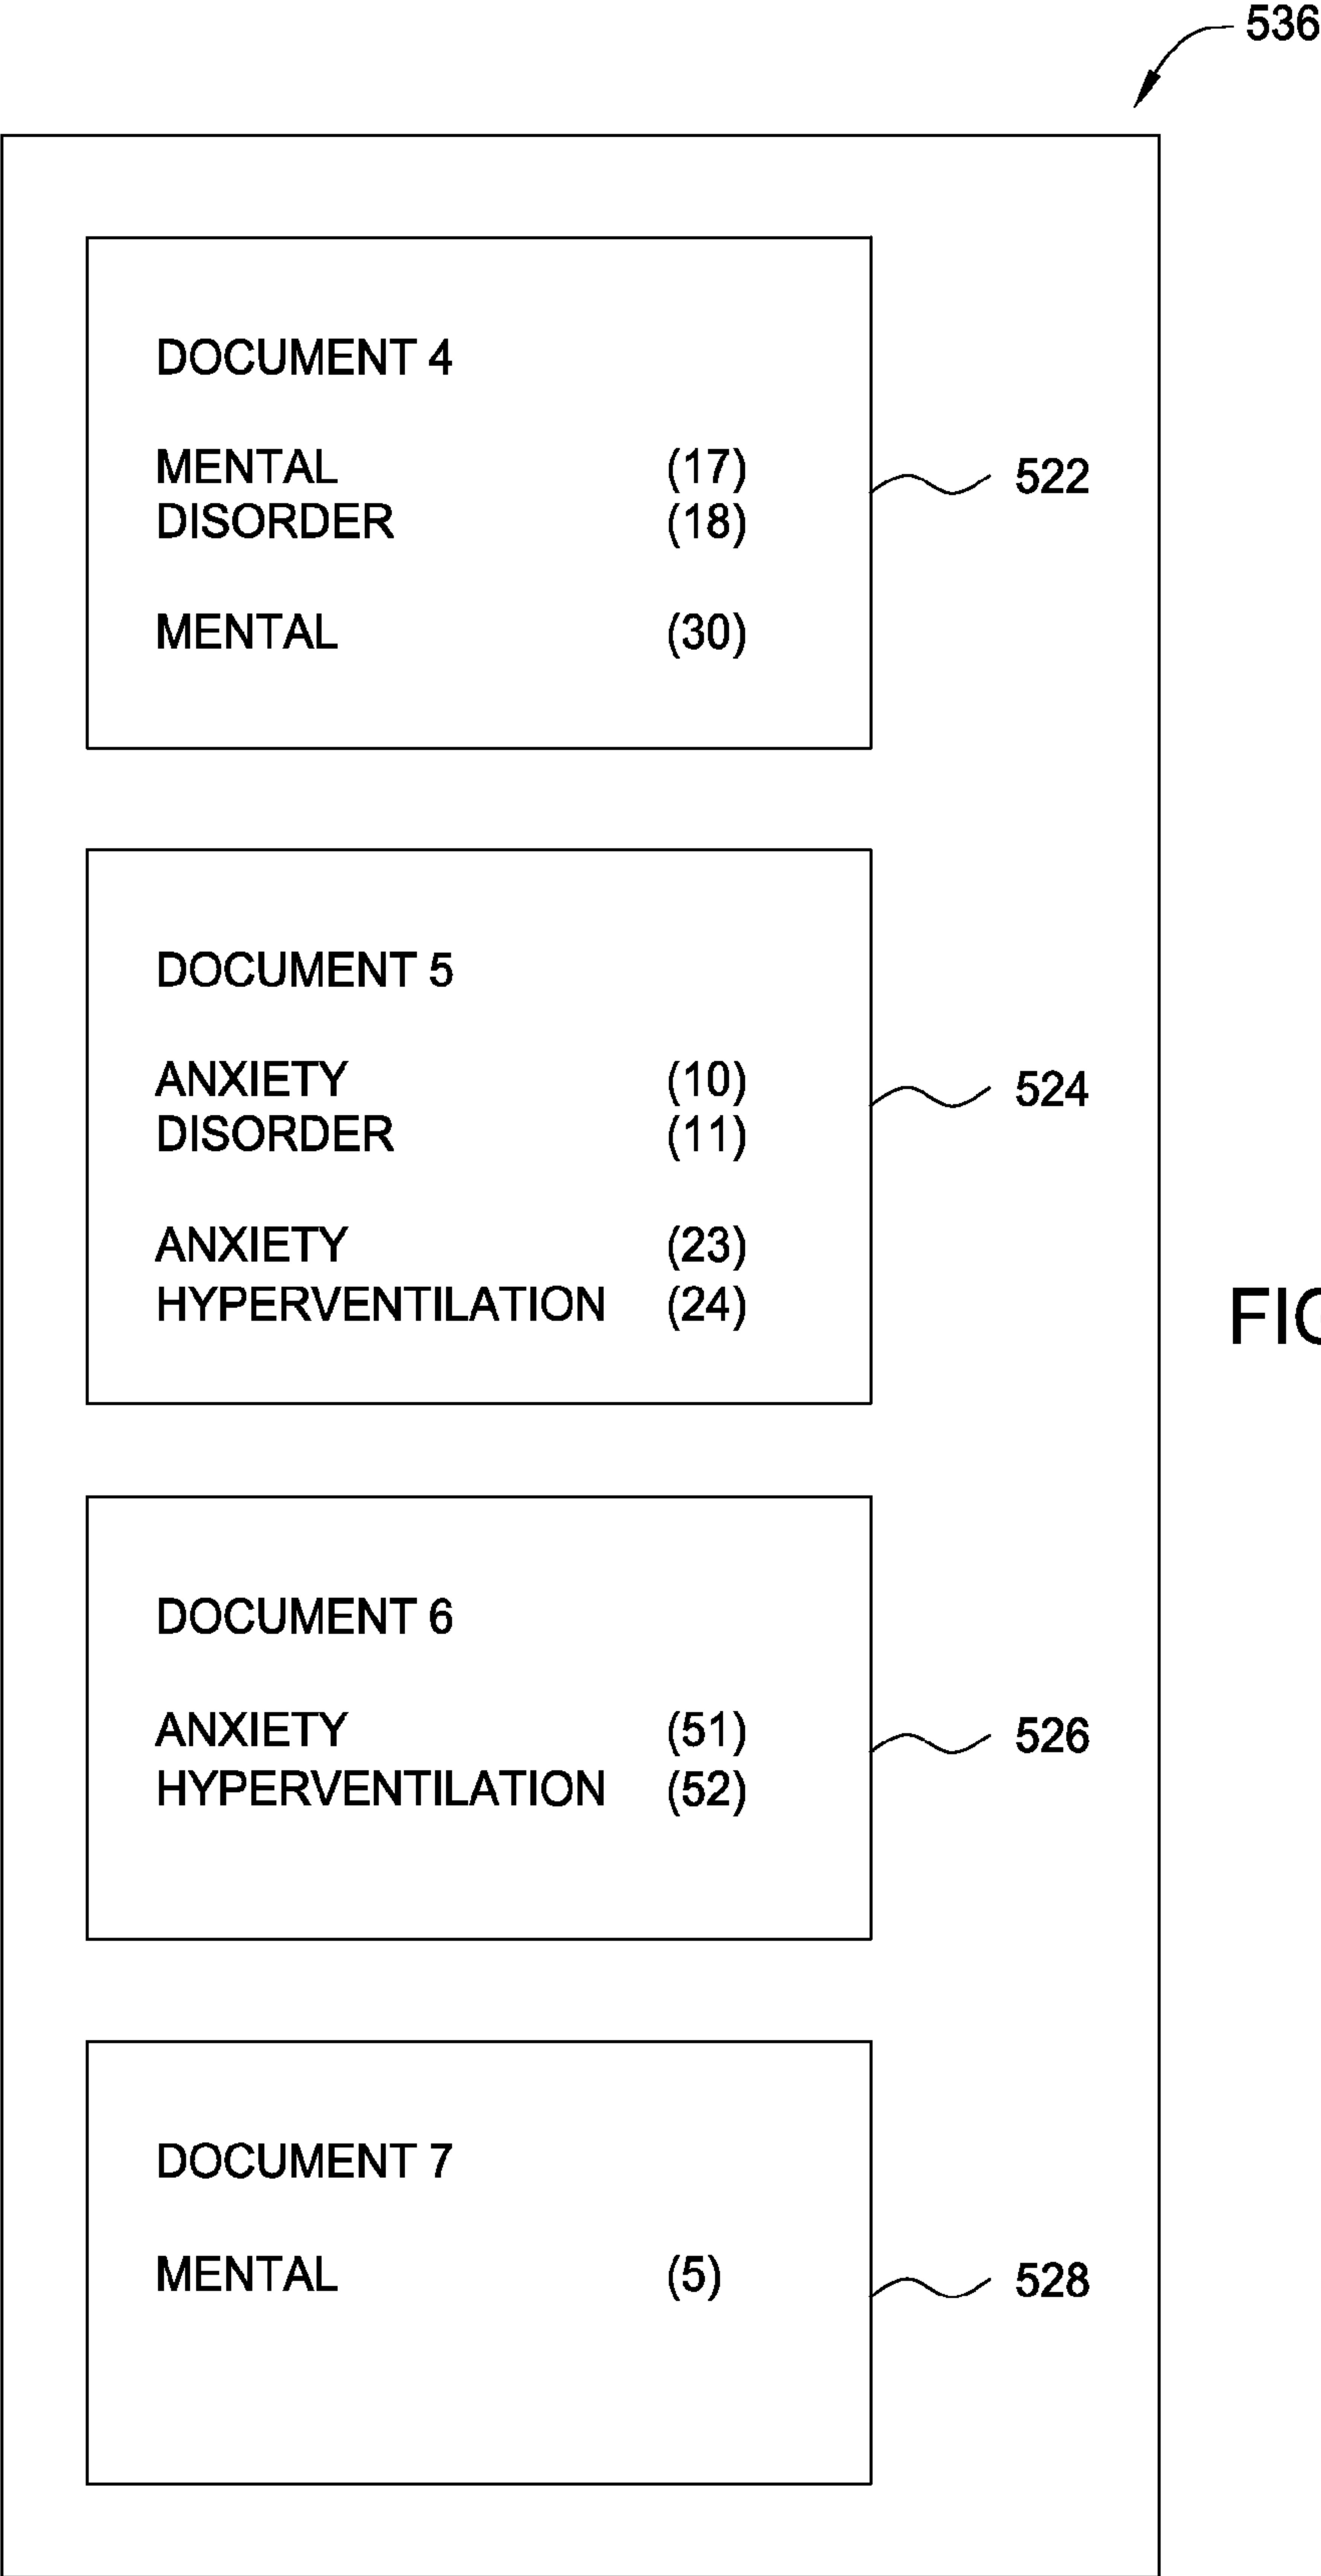 536
DOCUMENT 4
MENTAL (17)
DISORDER (18)
522
MENTAL (30)
DOCUMENT 5
ANXIETY (10)
DISORDER (11)
524
ANXIETY (23)
HYPERVENTILATION (24)
DOCUMENT 6
ANXIETY (51)
HYPERVENTILATION (52)
526
DOCUMENT 7
MENTAL (5)
528